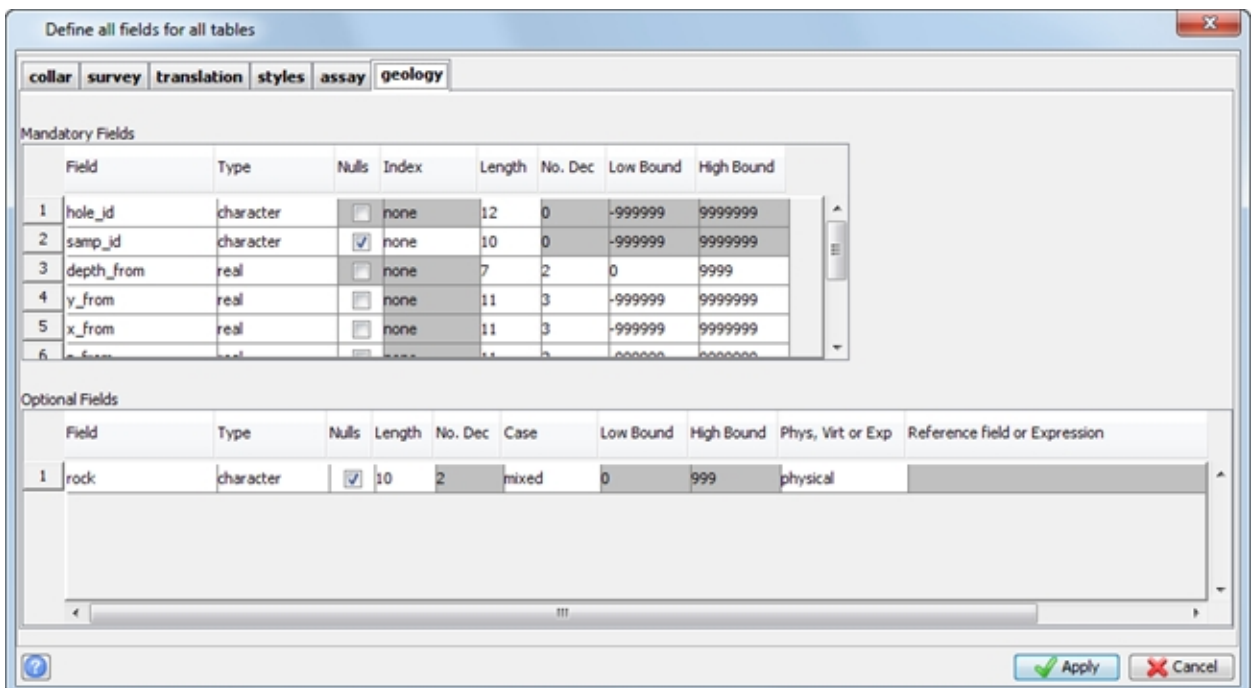 Define all fields for all tables
collar survey translation styles assay geology
Mandatory Fields
Field Type Nulls Index Length No. Dec Low Bound High Bound
1 hole_id character none 12 0 -999999 9999999
2 samp_id character none 10 0 -999999 9999999
3 depth_from real none 7 2 0 9999
4 y_from real none 11 3 -999999 9999999
5 x_from real none 11 3 -999999 9999999
6
Optional Fields
Field Type Nulls Length No. Dec Case Low Bound High Bound Phys, Virt or Exp Reference field or Expression
1 rock character 10 2 mixed 0 999 physical
Apply Cancel